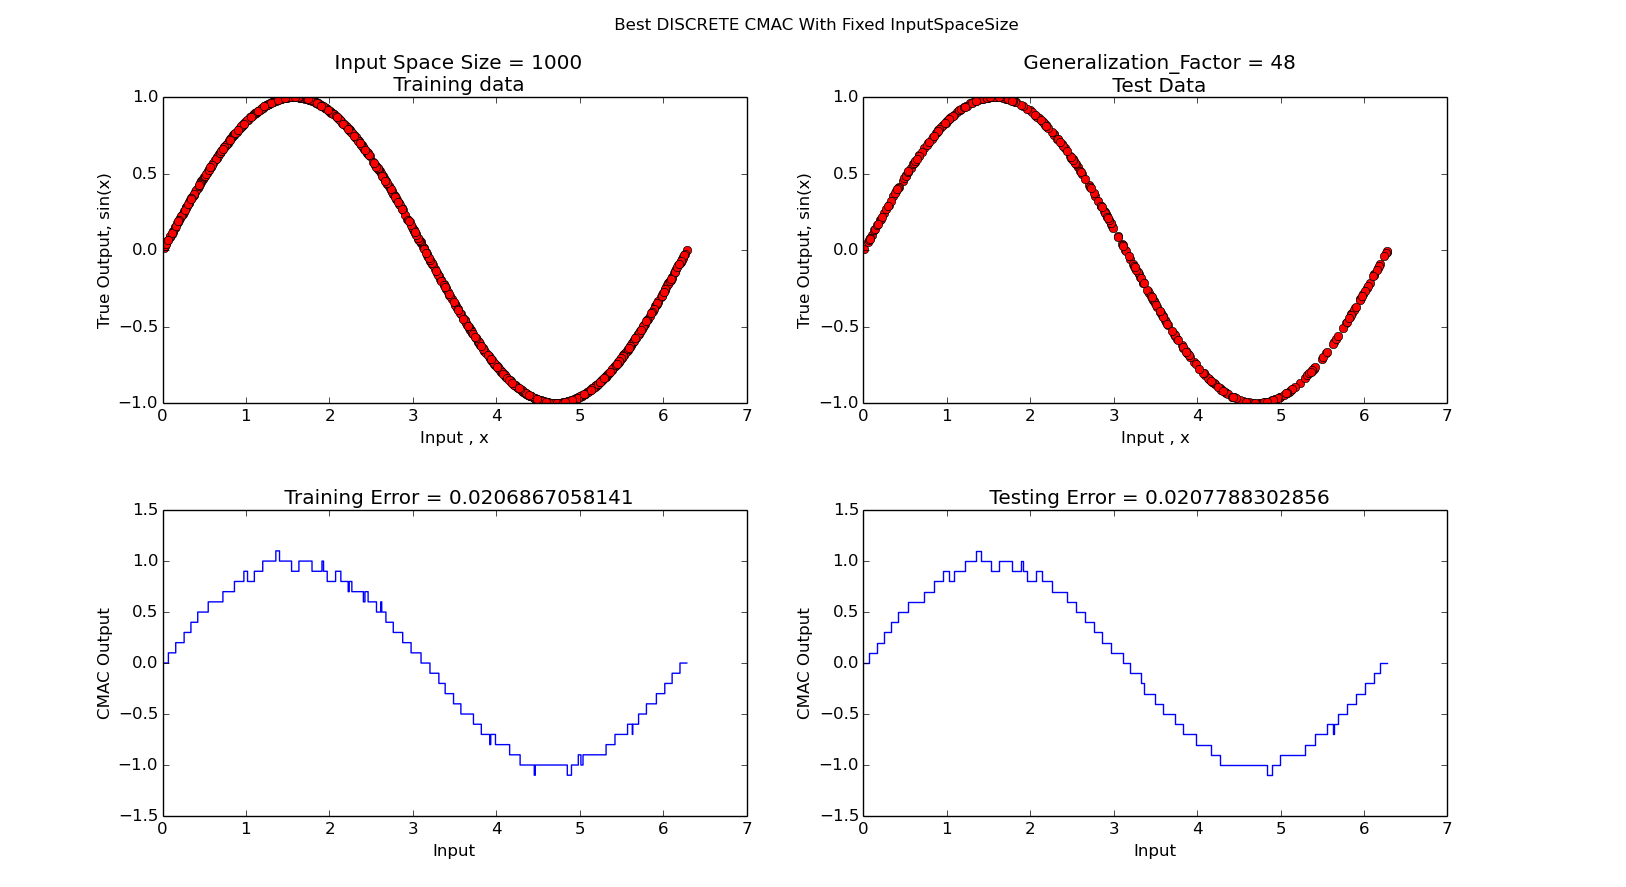 Best DISCRETE CMAC With Fixed InputSpaceSize
Input Space Size = 1000
Training data
1.0
0.5
0.0
−0.5
−1.0
0 1 2 3 4 5 6 7
True Output, sin(x)
Input , x
Generalization_Factor = 48
Test Data
1.0
0.5
0.0
−0.5
−1.0
0 1 2 3 4 5 6 7
True Output, sin(x)
Input , x
Training Error = 0.0206867058141
1.5
1.0
0.5
0.0
−0.5
−1.0
−1.5
0 1 2 3 4 5 6 7
CMAC Output
Input
Testing Error = 0.0207788302856
1.5
1.0
0.5
0.0
−0.5
−1.0
−1.5
0 1 2 3 4 5 6 7
CMAC Output
Input